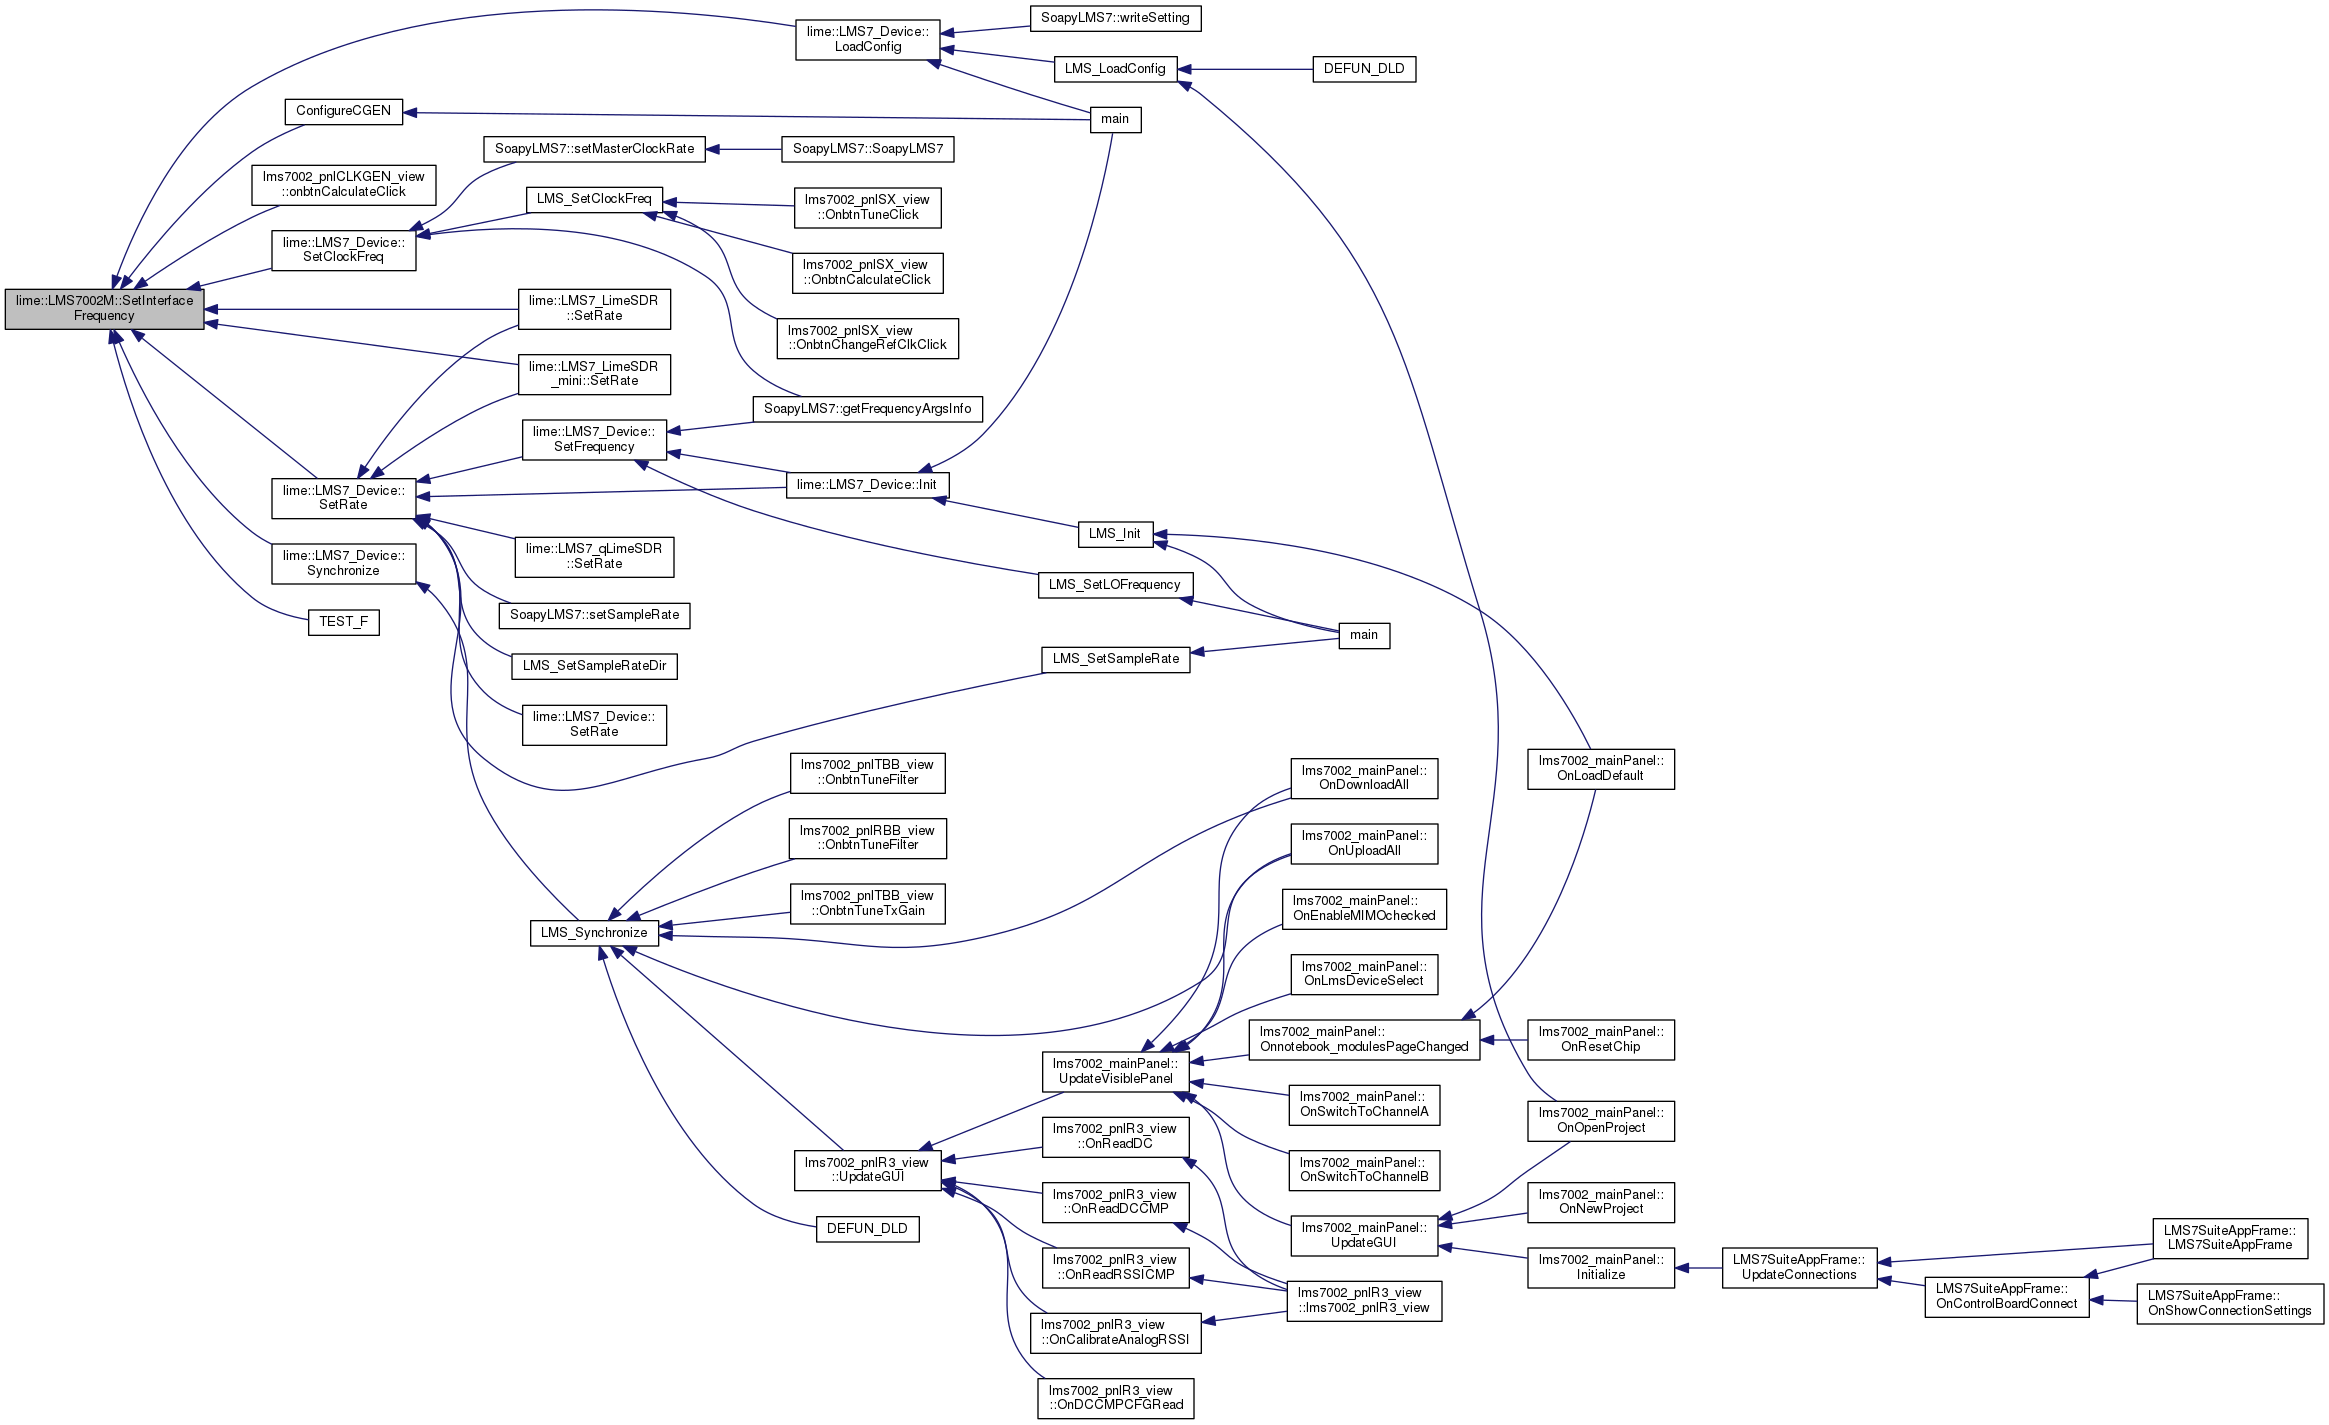 lime::LMS7002M::SetInterface
Frequency
lime::LMS7_Device::
LoadConfig
SoapyLMS7::writeSetting
LMS_LoadConfig
DEFUN_DLD
main
ConfigureCGEN
lms7002_pnlCLKGEN_view
::onbtnCalculateClick
lime::LMS7_Device::
SetClockFreq
SoapyLMS7::setMasterClockRate
SoapyLMS7::SoapyLMS7
LMS_SetClockFreq
lms7002_pnlSX_view
::OnbtnTuneClick
lms7002_pnlSX_view
::OnbtnCalculateClick
lms7002_pnlSX_view
::OnbtnChangeRefClkClick
SoapyLMS7::getFrequencyArgsInfo
lime::LMS7_LimeSDR
::SetRate
lime::LMS7_LimeSDR
_mini::SetRate
lime::LMS7_Device::
SetRate
lime::LMS7_Device::
SetFrequency
lime::LMS7_Device::Init
LMS_Init
LMS_SetLOFrequency
main
lime::LMS7_qLimeSDR
::SetRate
SoapyLMS7::setSampleRate
LMS_SetSampleRateDir
LMS_SetSampleRate
lime::LMS7_Device::
SetRate
lime::LMS7_Device::
Synchronize
TEST_F
LMS_Synchronize
lms7002_pnlTBB_view
::OnbtnTuneFilter
lms7002_pnlRBB_view
::OnbtnTuneFilter
lms7002_pnlTBB_view
::OnbtnTuneTxGain
lms7002_pnlR3_view
::UpdateGUI
DEFUN_DLD
lms7002_mainPanel::
UpdateVisiblePanel
lms7002_pnlR3_view
::OnReadDC
lms7002_pnlR3_view
::OnReadDCCMP
lms7002_pnlR3_view
::OnReadRSSICMP
lms7002_pnlR3_view
::OnCalibrateAnalogRSSI
lms7002_pnlR3_view
::OnDCCMPCFGRead
lms7002_mainPanel::
OnDownloadAll
lms7002_mainPanel::
OnUploadAll
lms7002_mainPanel::
OnEnableMIMOchecked
lms7002_mainPanel::
OnLmsDeviceSelect
lms7002_mainPanel::
Onnotebook_modulesPageChanged
lms7002_mainPanel::
OnSwitchToChannelA
lms7002_mainPanel::
OnSwitchToChannelB
lms7002_mainPanel::
UpdateGUI
lms7002_pnlR3_view
::lms7002_pnlR3_view
lms7002_mainPanel::
OnLoadDefault
lms7002_mainPanel::
OnResetChip
lms7002_mainPanel::
OnOpenProject
lms7002_mainPanel::
OnNewProject
lms7002_mainPanel::
Initialize
LMS7SuiteAppFrame::
UpdateConnections
LMS7SuiteAppFrame::
OnControlBoardConnect
LMS7SuiteAppFrame::
LMS7SuiteAppFrame
LMS7SuiteAppFrame::
OnShowConnectionSettings